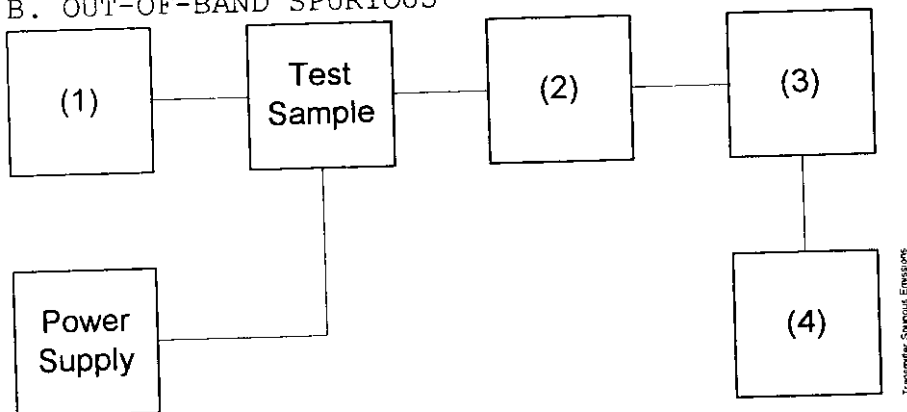 B. OUT-OF-BAND SPURIOUS
(1)
Test
Sample
(2)
(3)
Power
Supply
(4)
Transmitter Spurious Emissions